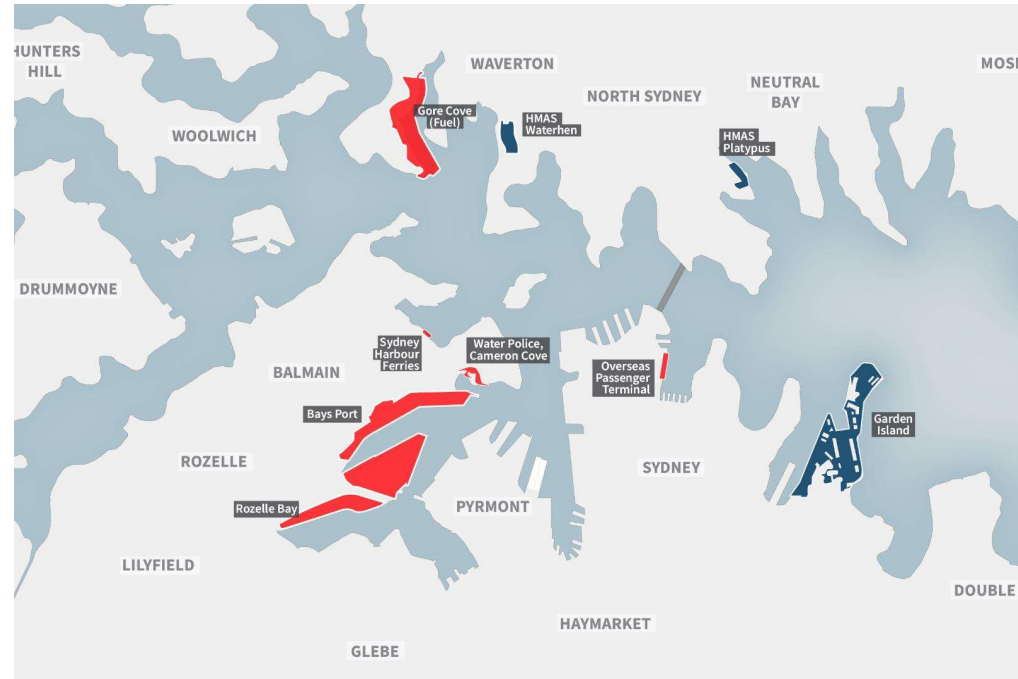 HUNTERS
HILL
WAVERTON
MOS
NEUTRAL
BAY
NORTH SYDNEY
Gore Cove
(Fuel)
HMAS
Waterhen
WOOLWICH
HMAS
Platypus
DRUMMOYNE
Sydney
Harbour
Ferries
Water Police,
Cameron Cove
Overseas
Passenger
Terminal
BALMAIN
Bays Port
Garden
Island
ROZELLE
SYDNEY
Rozelle Bay
PYRMONT
LILYFIELD
DOUBLE
HAYMARKET
GLEBE